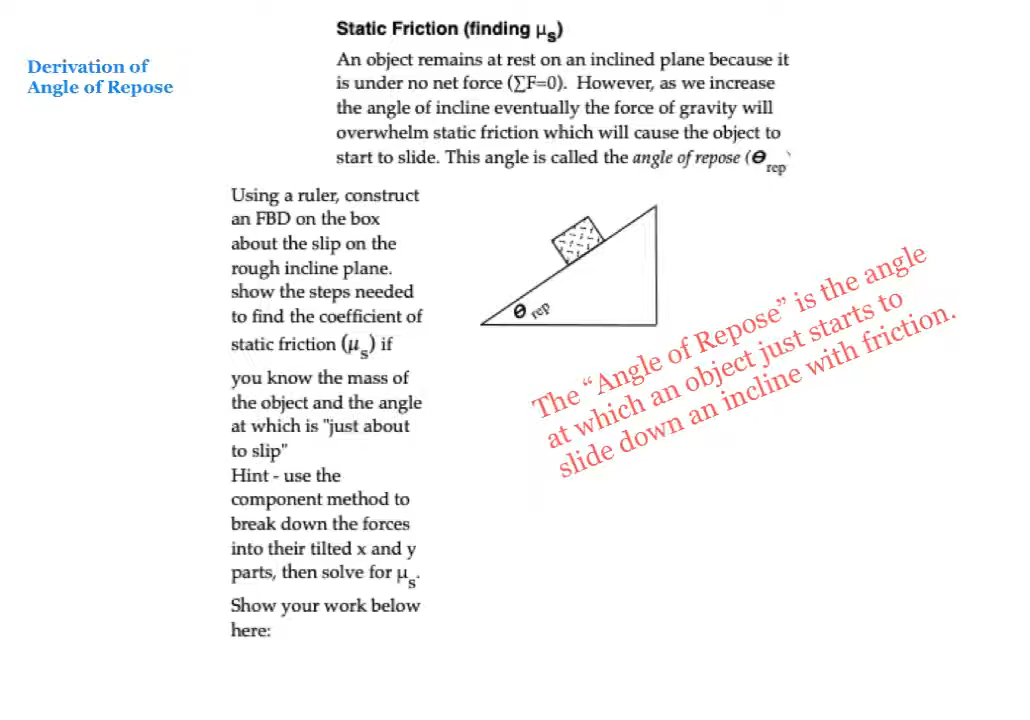 Static Friction (finding μs)
Derivation of
Angle of Repose
An object remains at rest on an inclined plane because it
is under no net force (∑F=0). However, as we increase
the angle of incline eventually the force of gravity will
overwhelm static friction which will cause the object to
start to slide. This angle is called the angle of repose (Θrep)
Using a ruler, construct
an FBD on the box
about the slip on the
rough incline plane.
show the steps needed
to find the coefficient of
static friction (μs) if
you know the mass of
the object and the angle
at which is "just about
to slip"
Hint - use the
component method to
break down the forces
into their tilted x and y
parts, then solve for μs.
Show your work below
here:
Θ rep
The “Angle of Repose” is the angle
at which an object just starts to
slide down an incline with friction.